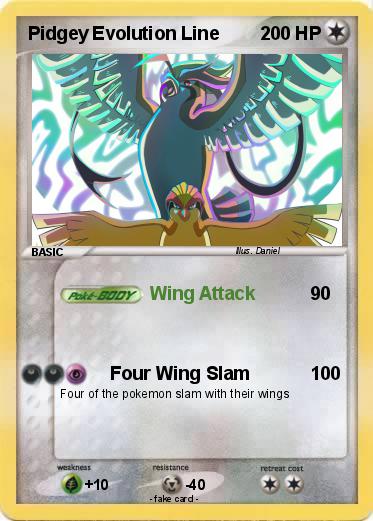 Pidgey Evolution Line 200 HP
BASIC Illus. Daniel
Poké-BODY Wing Attack 90
Four Wing Slam 100
Four of the pokemon slam with their wings
weakness resistance retreat cost
+10 -40
- fake card -